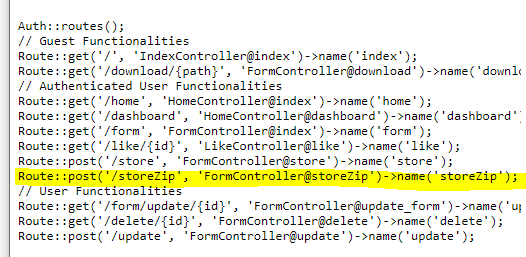 Auth::routes();
// Guest Functionalities
Route::get('/', 'IndexController@index')->name('index');
Route::get('/download/{path}', 'FormController@download')->name('downlo
// Authenticated User Functionalities
Route::get('/home', 'HomeController@index')->name('home');
Route::get('/dashboard', 'HomeController@dashboard')->name('dashboard')
Route::get('/form', 'FormController@index')->name('form');
Route::get('/like/{id}', 'LikeController@like')->name('like');
Route::post('/store', 'FormController@store')->name('store');
Route::post('/storeZip', 'FormController@storeZip')->name('storeZip');
// User Functionalities
Route::get('/form/update/{id}', 'FormController@update_form')->name('up
Route::get('/delete/{id}', 'FormController@delete')->name('delete');
Route::post('/update', 'FormController@update')->name('update');